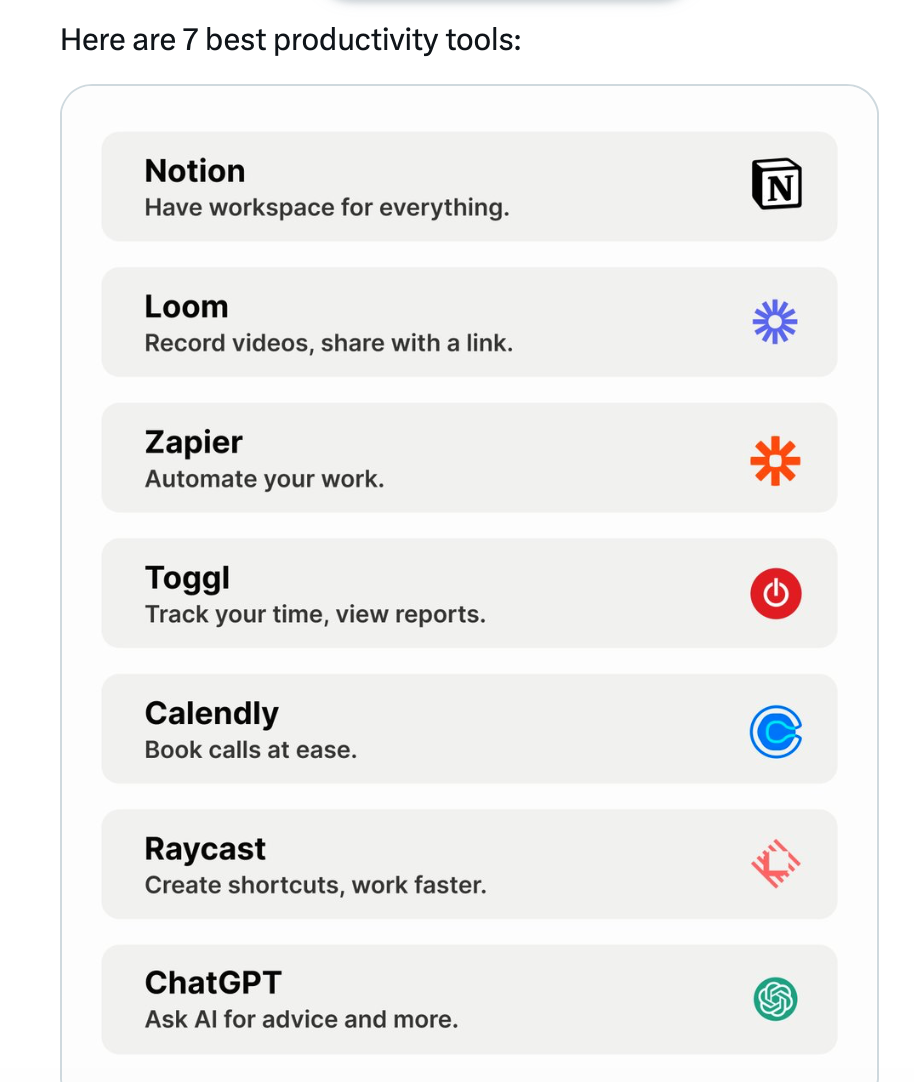 Here are 7 best productivity tools:
Notion
Have workspace for everything.
N
Loom
Record videos, share with a link.
Zapier
Automate your work.
Toggl
Track your time, view reports.
Calendly
Book calls at ease.
Raycast
Create shortcuts, work faster.
ChatGPT
Ask AI for advice and more.